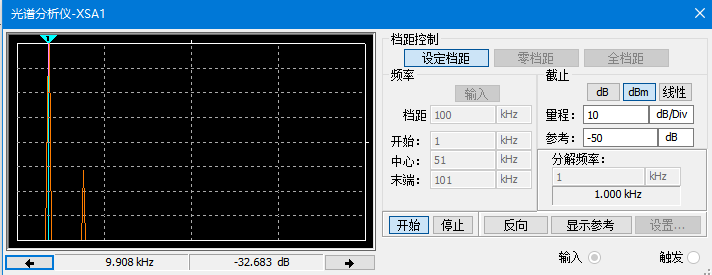 光谱分析仪-XSA1
1
档距控制
设定档距 零档距 全档距
频率
输入
档距 100 kHz
开始: 1 kHz
中心: 51 kHz
末端: 101 kHz
截止
dB dBm 线性
量程: 10 dB/Div
参考: -50 dB
分解频率:
1 kHz
1.000 kHz
开始 停止 反向 显示参考 设置...
9.908 kHz -32.683 dB
输入 触发